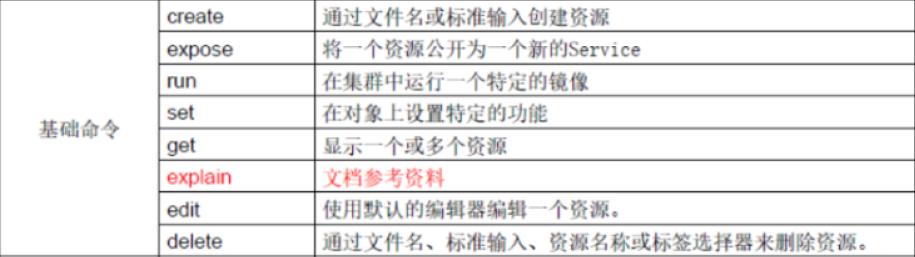 基础命令
create 通过文件名或标准输入创建资源
expose 将一个资源公开为一个新的Service
run 在集群中运行一个特定的镜像
set 在对象上设置特定的功能
get 显示一个或多个资源
explain 文档参考资料
edit 使用默认的编辑器编辑一个资源。
delete 通过文件名、标准输入、资源名称或标签选择器来删除资源。